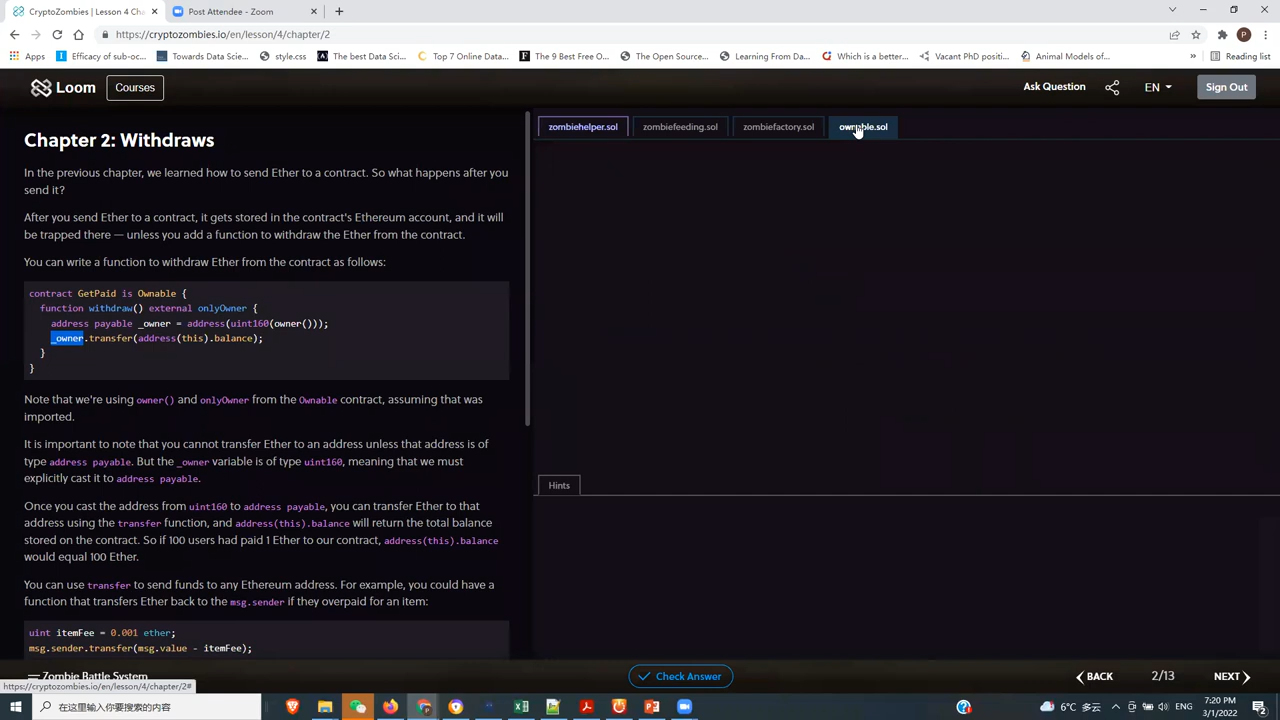 CryptoZombies | Lesson 4 Cha
Post Attendee - Zoom
https://cryptozombies.io/en/lesson/4/chapter/2
P
Apps
Efficacy of sub-oc...
Towards Data Scie...
style.css
The best Data Sci...
Top 7 Online Data...
The 9 Best Free O...
The Open Source...
Learning From Da...
Which is a better...
Vacant PhD positi...
Animal Models of...
»
Reading list
Loom
Courses
Ask Question
EN
Sign Out
zombiehelper.sol
zombiefeeding.sol
zombiefactory.sol
ownable.sol
Chapter 2: Withdraws
In the previous chapter, we learned how to send Ether to a contract. So what happens after you
send it?
After you send Ether to a contract, it gets stored in the contract's Ethereum account, and it will
be trapped there — unless you add a function to withdraw the Ether from the contract.
You can write a function to withdraw Ether from the contract as follows:
contract GetPaid is Ownable {
function withdraw() external onlyOwner {
address payable _owner = address(uint160(owner()));
_owner.transfer(address(this).balance);
}
}
Note that we're using owner() and onlyOwner from the Ownable contract, assuming that was
imported.
It is important to note that you cannot transfer Ether to an address unless that address is of
type address payable. But the _owner variable is of type uint160, meaning that we must
explicitly cast it to address payable.
Once you cast the address from uint160 to address payable, you can transfer Ether to that
address using the transfer function, and address(this).balance will return the total balance
stored on the contract. So if 100 users had paid 1 Ether to our contract, address(this).balance
would equal 100 Ether.
You can use transfer to send funds to any Ethereum address. For example, you could have a
function that transfers Ether back to the msg.sender if they overpaid for an item:
uint itemFee = 0.001 ether;
msg.sender.transfer(msg.value - itemFee);
Hints
Zombie Battle System
Check Answer
BACK
2/13
NEXT
https://cryptozombies.io/en/lesson/4/chapter/2#
在这里输入你要搜索的内容
6°C 多云
ENG
7:20 PM
3/1/2022